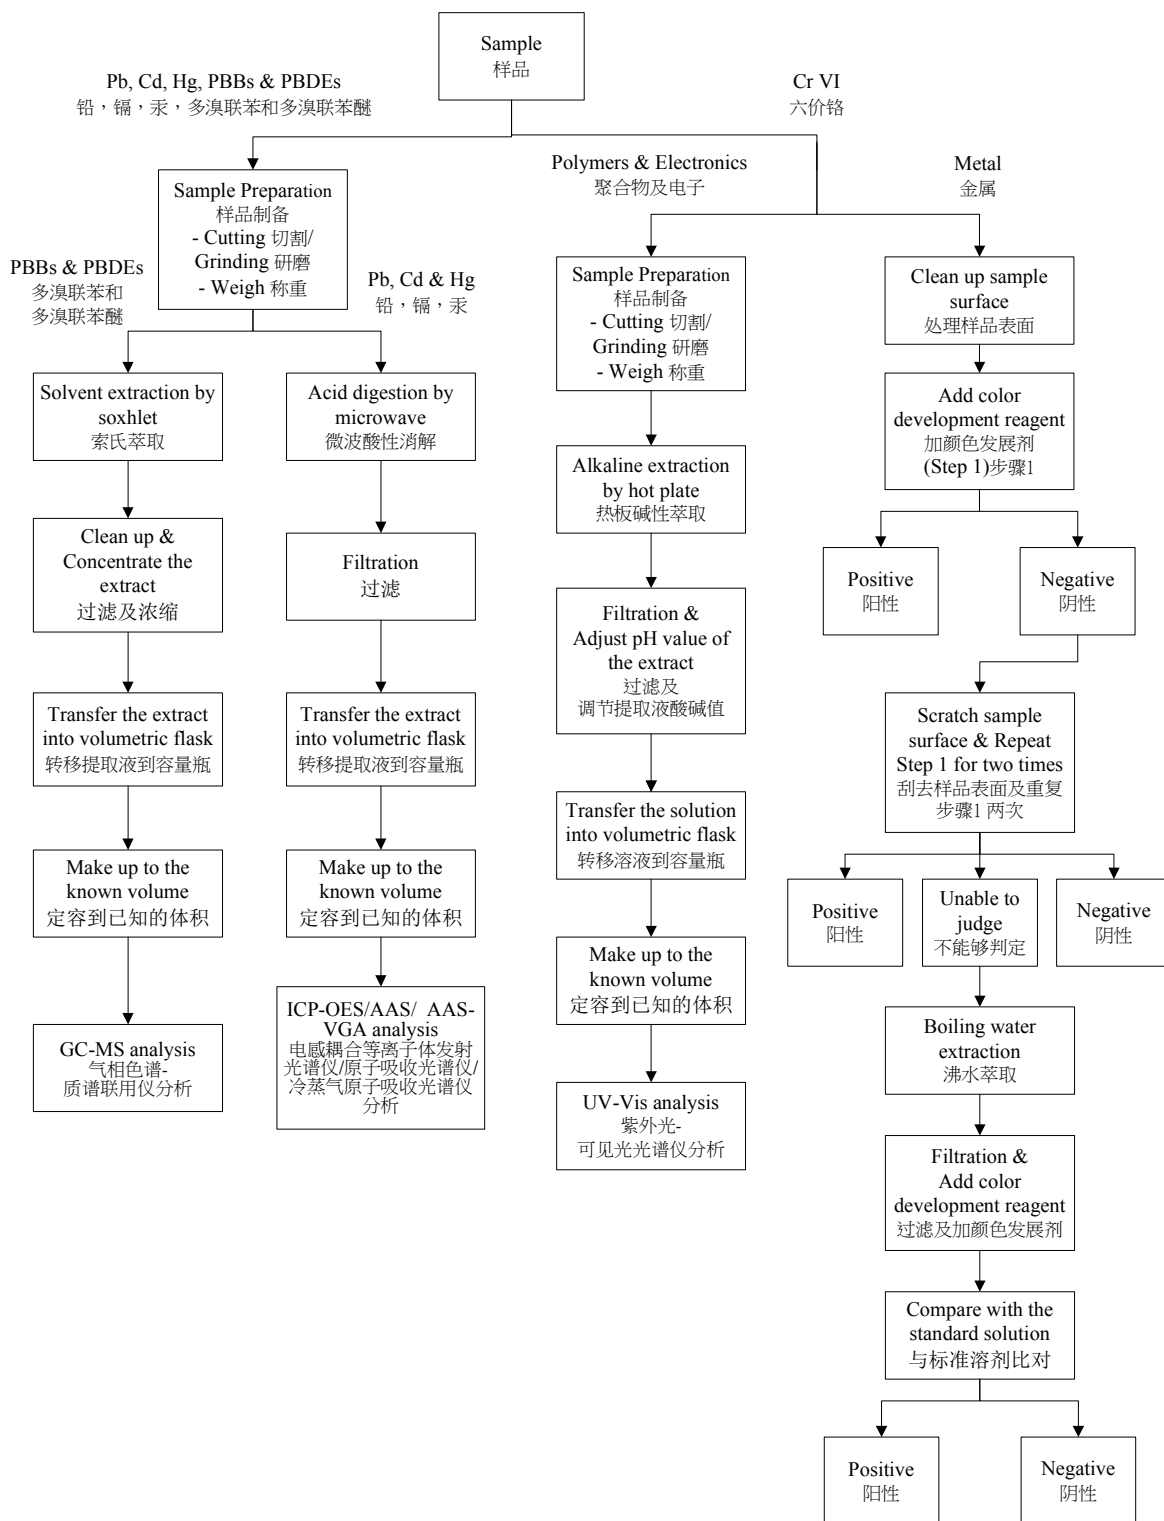 Sample
样品
Pb, Cd, Hg, PBBs & PBDEs
铅，镉，汞，多溴联苯和多溴联苯醚
Cr VI
六价铬
Sample Preparation
样品制备
- Cutting 切割/
Grinding 研磨
- Weigh 称重
Polymers & Electronics
聚合物及电子
Metal
金属
PBBs & PBDEs
多溴联苯和
多溴联苯醚
Pb, Cd & Hg
铅，镉，汞
Solvent extraction by
soxhlet
索氏萃取
Clean up &
Concentrate the
extract
过滤及浓缩
Transfer the extract
into volumetric flask
转移提取液到容量瓶
Make up to the
known volume
定容到已知的体积
GC-MS analysis
气相色谱-
质谱联用仪分析
Acid digestion by
microwave
微波酸性消解
Filtration
过滤
Transfer the extract
into volumetric flask
转移提取液到容量瓶
Make up to the
known volume
定容到已知的体积
ICP-OES/AAS/ AAS-
VGA analysis
电感耦合等离子体发射
光谱仪/原子吸收光谱仪/
冷蒸气原子吸收光谱仪
分析
Sample Preparation
样品制备
- Cutting 切割/
Grinding 研磨
- Weigh 称重
Alkaline extraction
by hot plate
热板碱性萃取
Filtration &
Adjust pH value of
the extract
过滤及
调节提取液酸碱值
Transfer the solution
into volumetric flask
转移溶液到容量瓶
Make up to the
known volume
定容到已知的体积
UV-Vis analysis
紫外光-
可见光光谱仪分析
Clean up sample
surface
处理样品表面
Add color
development reagent
加颜色发展剂
(Step 1)步骤1
Positive
阳性
Negative
阴性
Scratch sample
surface & Repeat
Step 1 for two times
刮去样品表面及重复
步骤1 两次
Positive
阳性
Unable to
judge
不能够判定
Negative
阴性
Boiling water
extraction
沸水萃取
Filtration &
Add color
development reagent
过滤及加颜色发展剂
Compare with the
standard solution
与标准溶剂比对
Positive
阳性
Negative
阴性